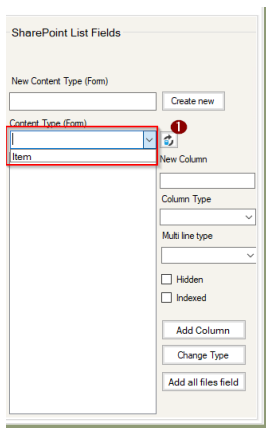 SharePoint List Fields
New Content Type (Form)
Create new
Content Type (Form)
1
Item
New Column
Column Type
Multi line type
Hidden
Indexed
Add Column
Change Type
Add all files field